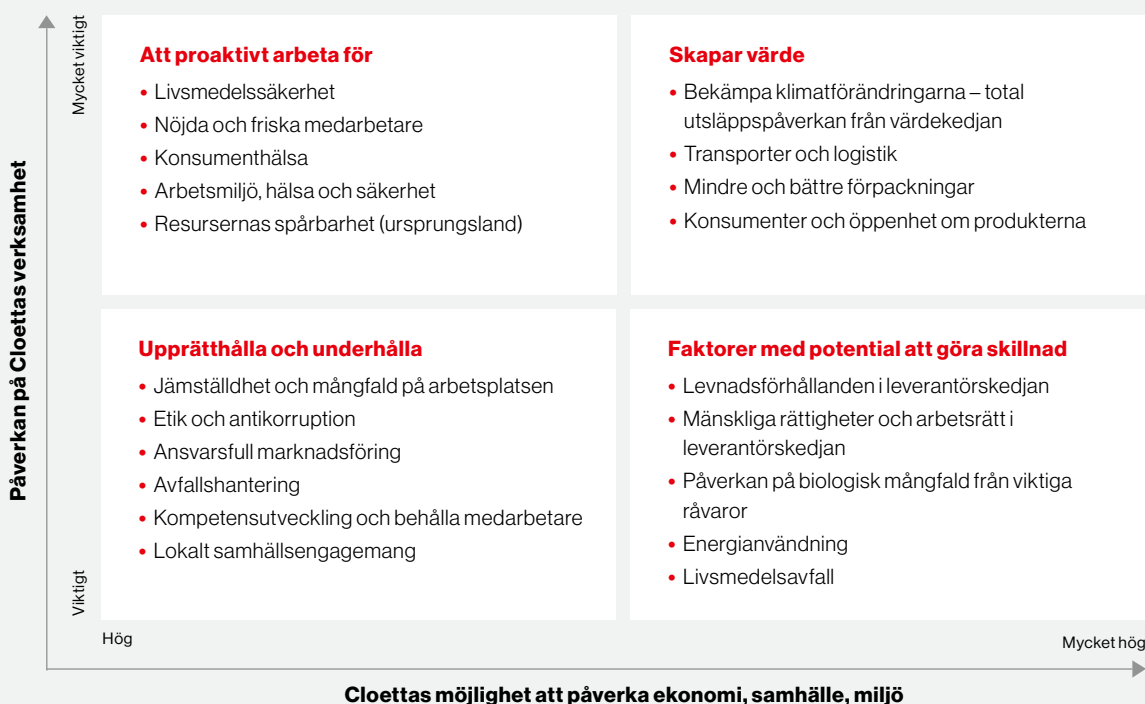 Påverkan på Cloettas verksamhet
Mycket viktigt
Viktigt
Att proaktivt arbeta för
• Livsmedelssäkerhet
• Nöjda och friska medarbetare
• Konsumenthälsa
• Arbetsmiljö, hälsa och säkerhet
• Resursernas spårbarhet (ursprungsland)
Skapar värde
• Bekämpa klimatförändringarna – total
utsläppspåverkan från värdekedjan
• Transporter och logistik
• Mindre och bättre förpackningar
• Konsumenter och öppenhet om produkterna
Upprätthålla och underhålla
• Jämställdhet och mångfald på arbetsplatsen
• Etik och antikorruption
• Ansvarsfull marknadsföring
• Avfallshantering
• Kompetensutveckling och behålla medarbetare
• Lokalt samhällsengagemang
Faktorer med potential att göra skillnad
• Levnadsförhållanden i leverantörskedjan
• Mänskliga rättigheter och arbetsrätt i
leverantörskedjan
• Påverkan på biologisk mångfald från viktiga
råvaror
• Energianvändning
• Livsmedelsavfall
Hög
Mycket hög
Cloettas möjlighet att påverka ekonomi, samhälle, miljö